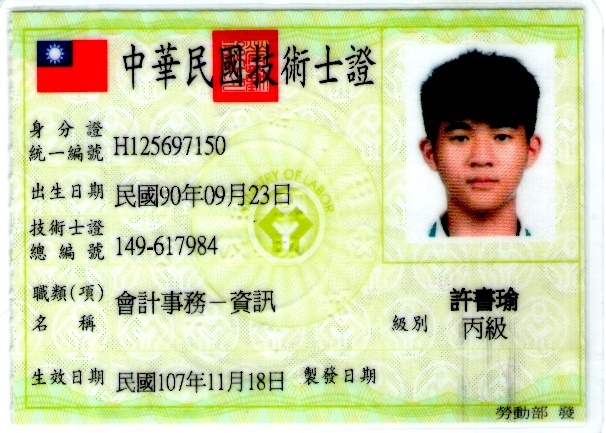 中華民國技術士證
身分證
統一編號 H125697150
出生日期 民國90年09月23日
技術士證
總編號 149-617984
MINISTRY OF LABOR
職類(項)
名稱 會計事務－資訊
許書瑜
級別 丙級
生效日期 民國107年11月18日 製發日期
勞動部 發